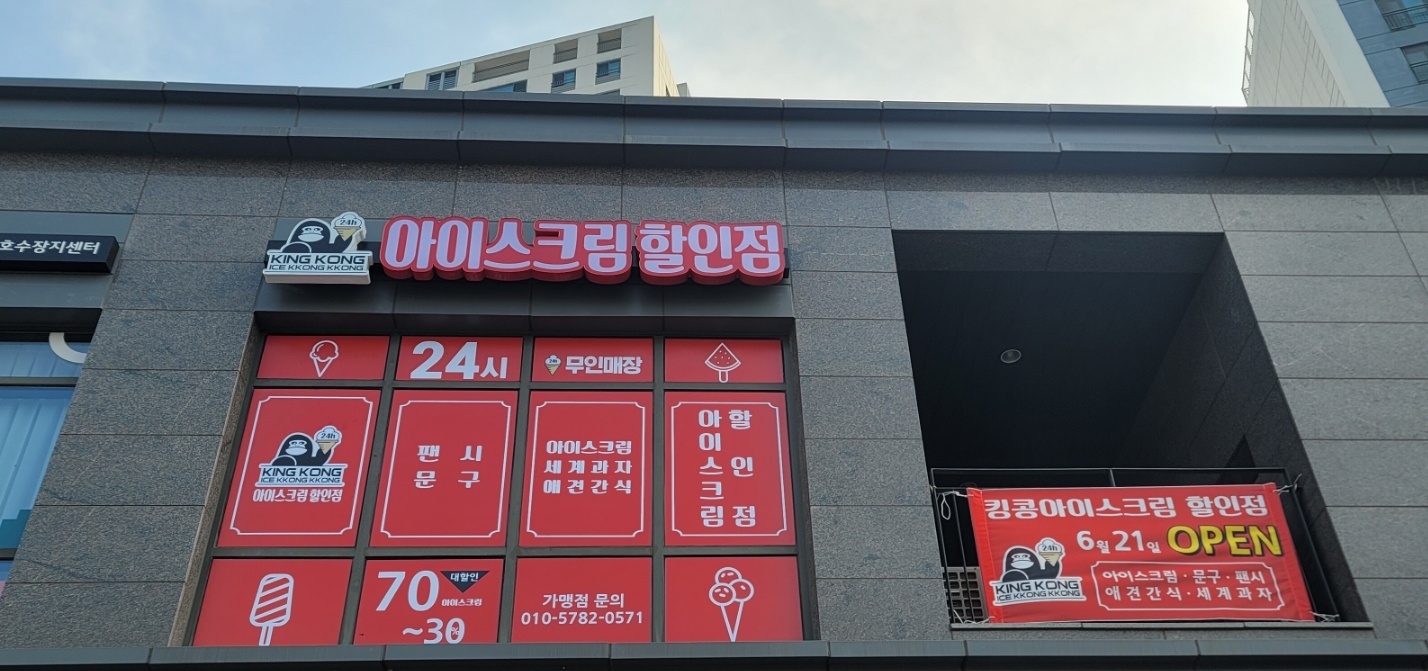 호수장지센터
24h
KING KONG
ICE KKONG KKONG
아이스크림 할인점
24시
24h
무인매장
24h
KING KONG
ICE KKONG KKONG
아이스크림 할인점
팬시
문구
아이스크림
세계과자
애견간식
할인점
아이스크림
70
~30%
대할인
아이스크림
가맹점 문의
010-5782-0571
킹콩아이스크림 할인점
6월 21일 OPEN
24h
KING KONG
ICE KKONG KKONG
아이스크림·문구·팬시
애견간식·세계과자